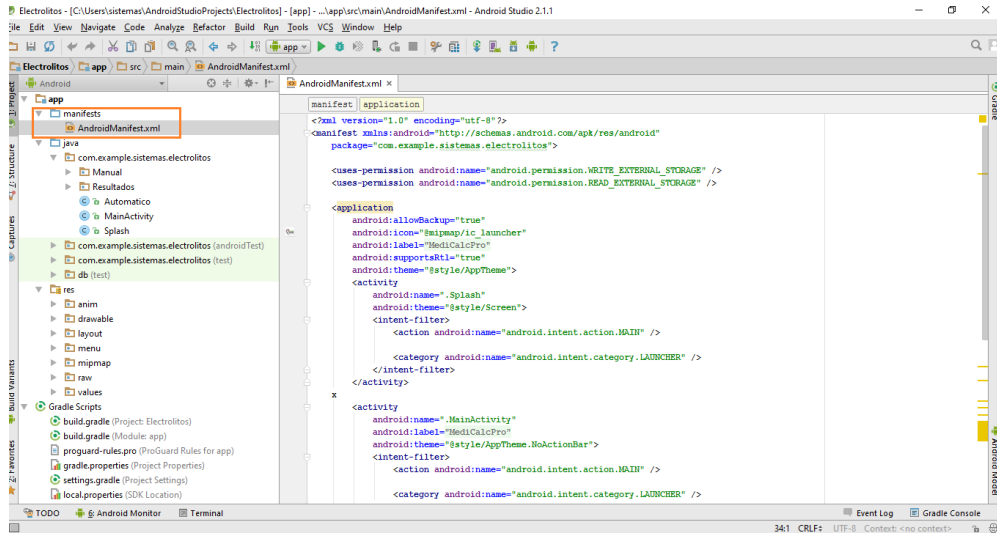 Electrolitos - [C:\Users\sistemas\AndroidStudioProjects\Electrolitos] - [app] - ...\app\src\main\AndroidManifest.xml - Android Studio 2.1.1
File Edit View Navigate Code Analyze Refactor Build Run Tools VCS Window Help
app
Electrolitos app src main AndroidManifest.xml
Android
AndroidManifest.xml ×
1: Project
Structure
Captures
Build Variants
2: Favorites
app
manifests
AndroidManifest.xml
java
com.example.sistemas.electrolitos
Manual
Resultados
Automatico
MainActivity
Splash
com.example.sistemas.electrolitos (androidTest)
com.example.sistemas.electrolitos (test)
db (test)
res
anim
drawable
layout
menu
mipmap
raw
values
Gradle Scripts
build.gradle (Project: Electrolitos)
build.gradle (Module: app)
proguard-rules.pro (ProGuard Rules for app)
gradle.properties (Project Properties)
settings.gradle (Project Settings)
local.properties (SDK Location)
manifest application
<?xml version="1.0" encoding="utf-8"?>
<manifest xmlns:android="http://schemas.android.com/apk/res/android"
package="com.example.sistemas.electrolitos">
<uses-permission android:name="android.permission.WRITE_EXTERNAL_STORAGE" />
<uses-permission android:name="android.permission.READ_EXTERNAL_STORAGE" />
<application
android:allowBackup="true"
android:icon="@mipmap/ic_launcher"
android:label="MediCalcPro"
android:supportsRtl="true"
android:theme="@style/AppTheme">
<activity
android:name=".Splash"
android:theme="@style/Screen">
<intent-filter>
<action android:name="android.intent.action.MAIN" />
<category android:name="android.intent.category.LAUNCHER" />
</intent-filter>
</activity>
x
<activity
android:name=".MainActivity"
android:label="MediCalcPro"
android:theme="@style/AppTheme.NoActionBar">
<intent-filter>
<action android:name="android.intent.action.MAIN" />
<category android:name="android.intent.category.LAUNCHER" />
Gradle
Android Model
TODO 6: Android Monitor Terminal Event Log Gradle Console
34:1 CRLF÷ UTF-8 Context: <no context>